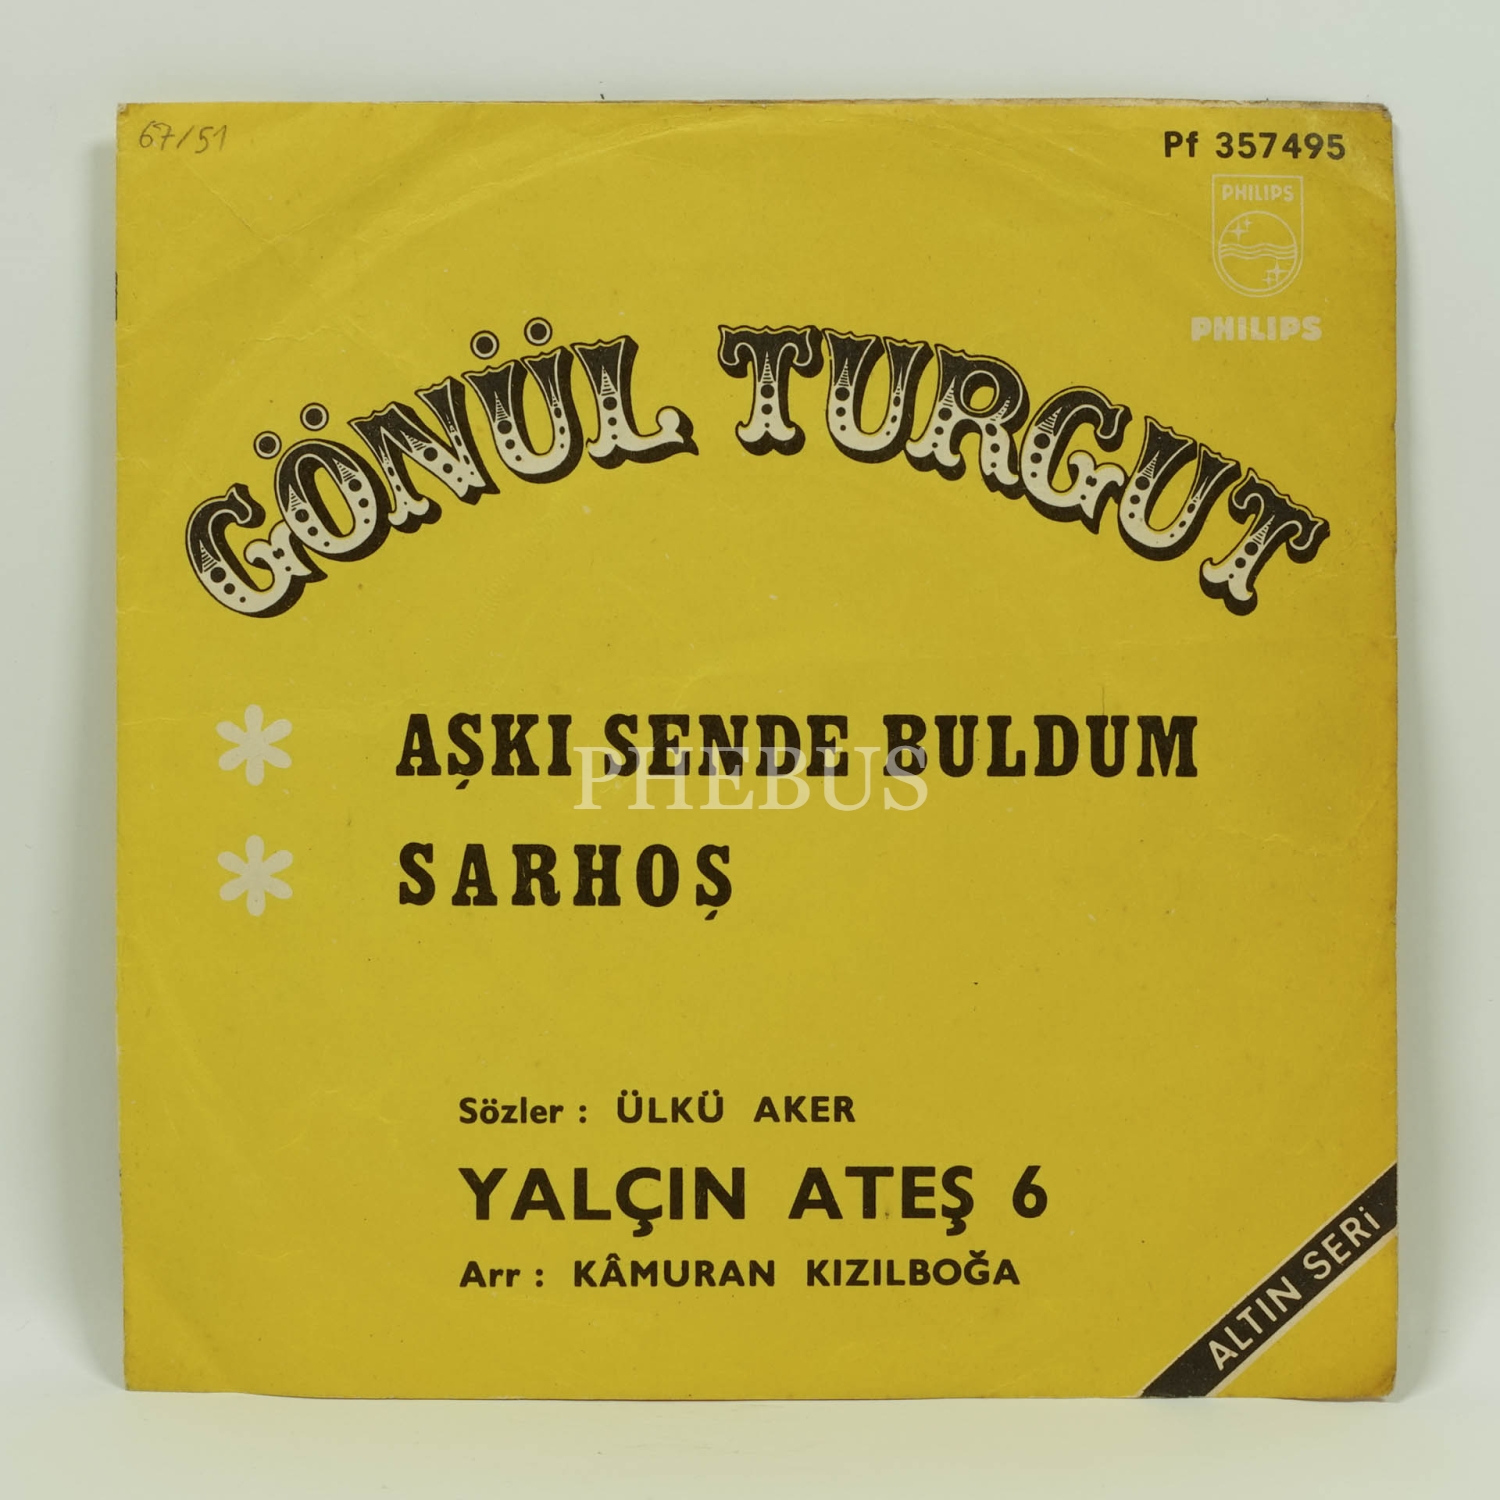 67/51
Pf 357495
PHILIPS
PHILIPS
GÖNÜL TURGUT
AŞKI SENDE BULDUM
PHEBUS
SARHOŞ
Sözler : ÜLKÜ AKER
YALÇIN ATEŞ 6
Arr : KÂMURAN KIZILBOĞA
ALTIN SERİ